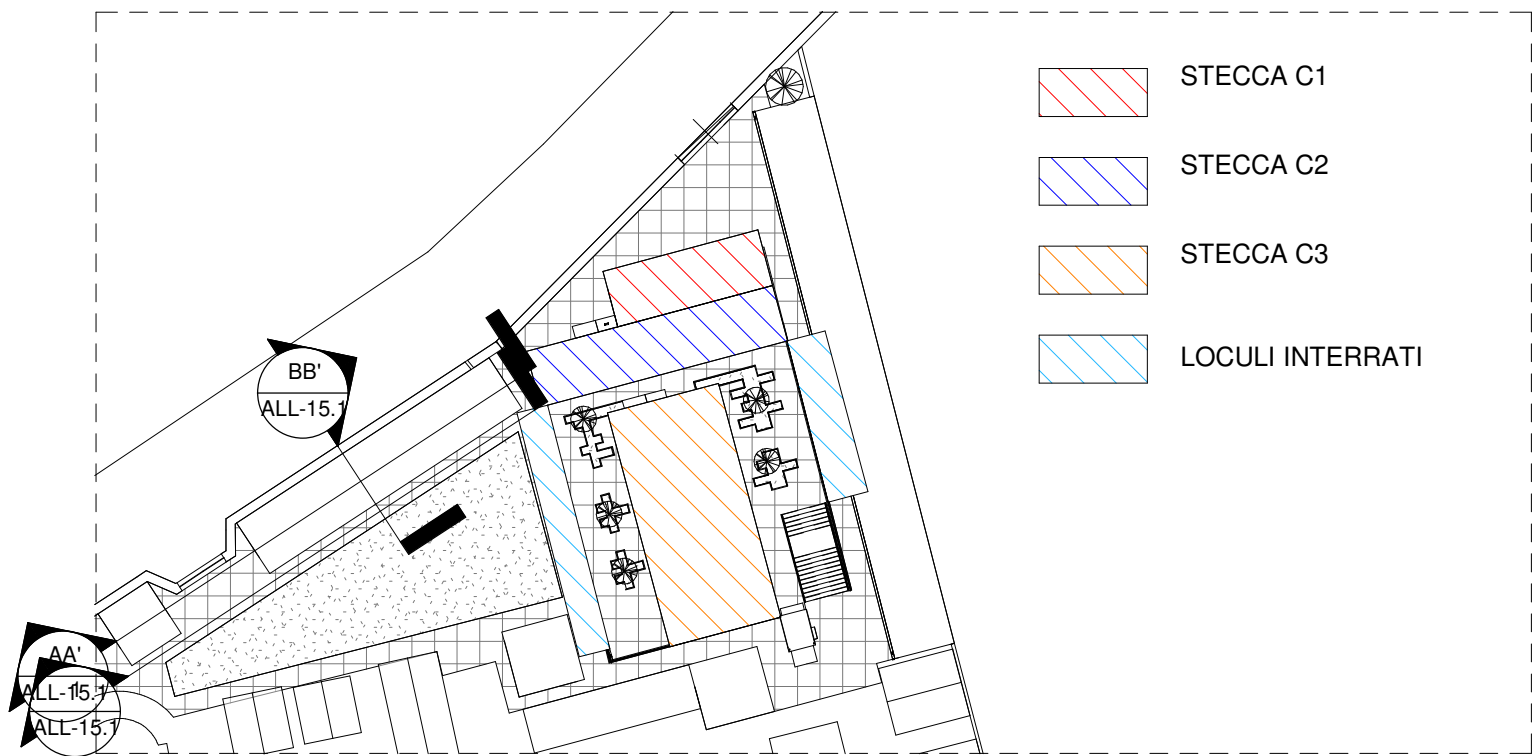 STECCA C1
STECCA C2
STECCA C3
LOCULI INTERRATI
BB'
ALL-15.1
AA'
ALL-15.1
1
ALL-15.1